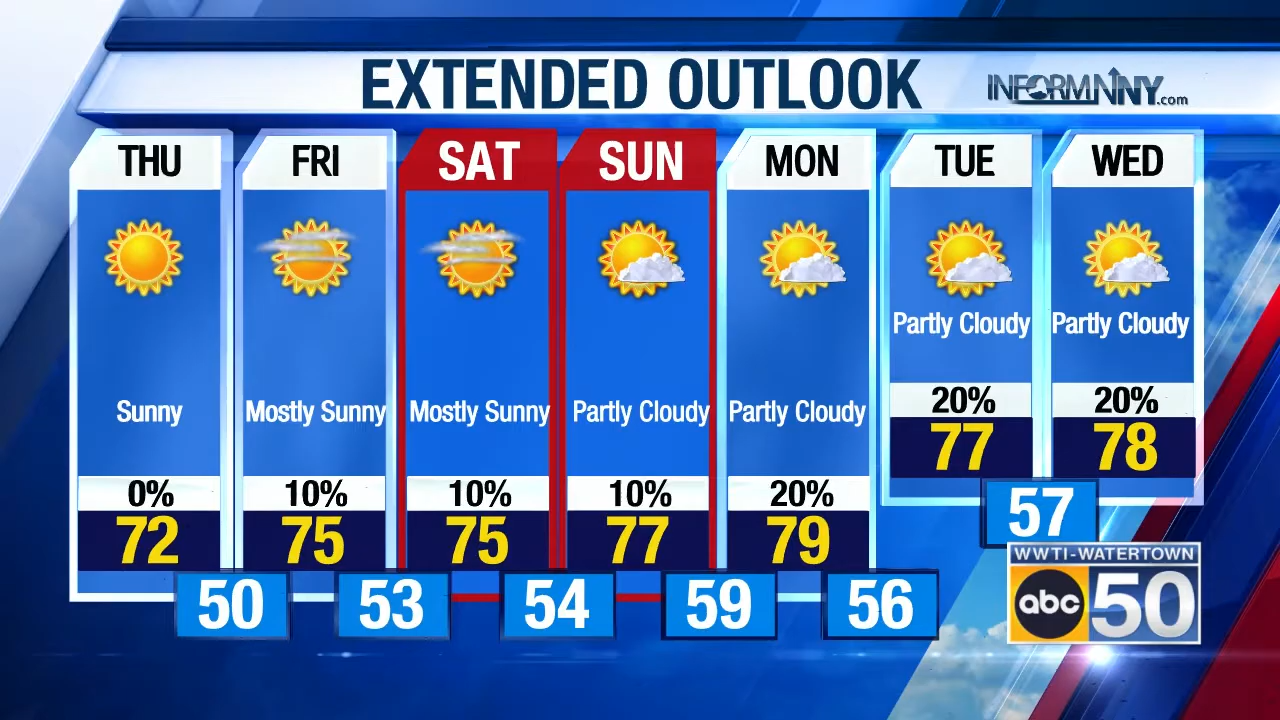 EXTENDED OUTLOOK
INFORMNNY.com
THU
Sunny
0%
72
50
FRI
Mostly Sunny
10%
75
53
SAT
Mostly Sunny
10%
75
54
SUN
Partly Cloudy
10%
77
59
MON
Partly Cloudy
20%
79
56
TUE
Partly Cloudy
20%
77
57
WED
Partly Cloudy
20%
78
WWTI-WATERTOWN
abc 50